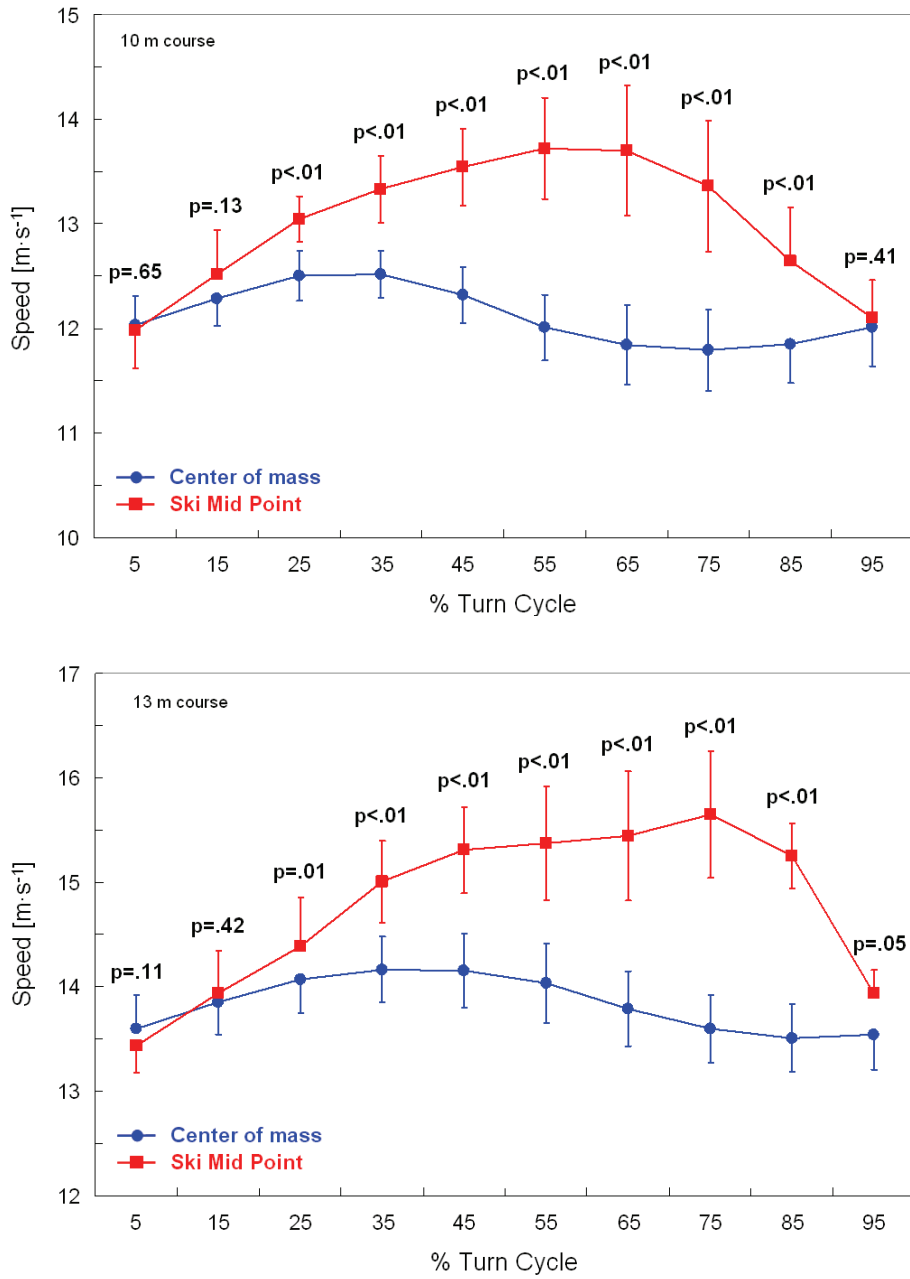 15
10 m course
p<.01
p<.01
p<.01
p<.01
14
p<.01
p<.01
p<.01
p=.13
13
p=.65
p=.41
Speed [m·s⁻¹]
12
11
Center of mass
Ski Mid Point
10
5 15 25 35 45 55 65 75 85 95
% Turn Cycle
17
13 m course
p<.01
p<.01
p<.01
16
p<.01
p<.01
p<.01
p=.01
15
p=.42
p=.05
p=.11
Speed [m·s⁻¹]
14
13
Center of mass
Ski Mid Point
12
5 15 25 35 45 55 65 75 85 95
% Turn Cycle